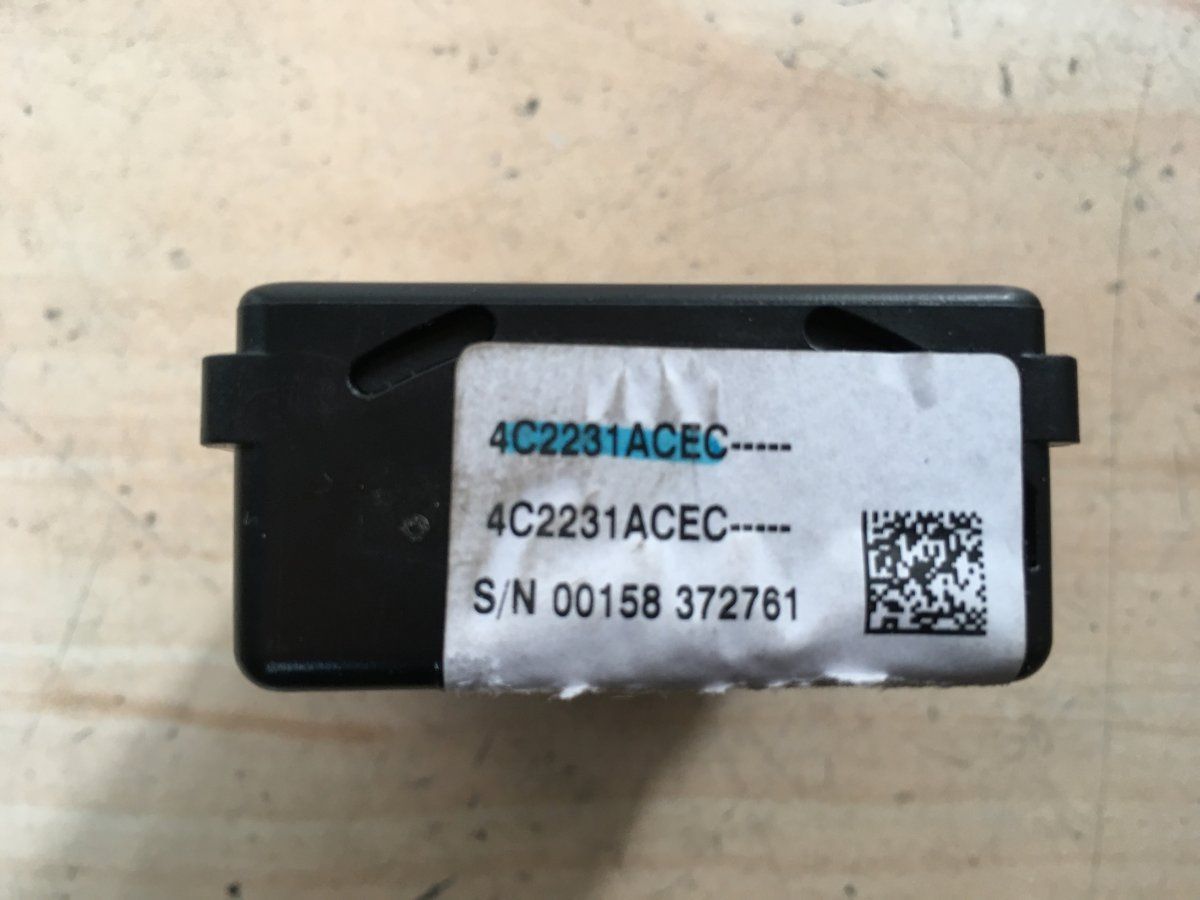 4C2231ACEC-----
4C2231ACEC-----
S/N 00158 372761